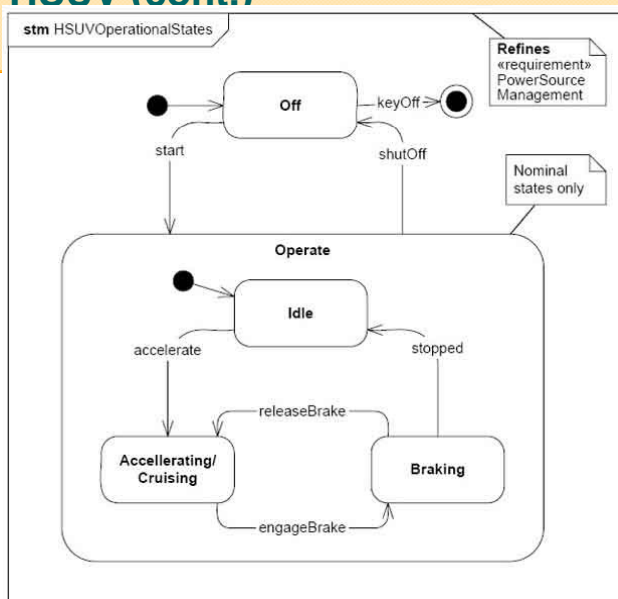 HSUV (cont.)
stm HSUVOperationalStates
Refines
«requirement»
PowerSource
Management
Off
keyOff
start
shutOff
Nominal
states only
Operate
Idle
accelerate
stopped
releaseBrake
Accellerating/
Cruising
Braking
engageBrake